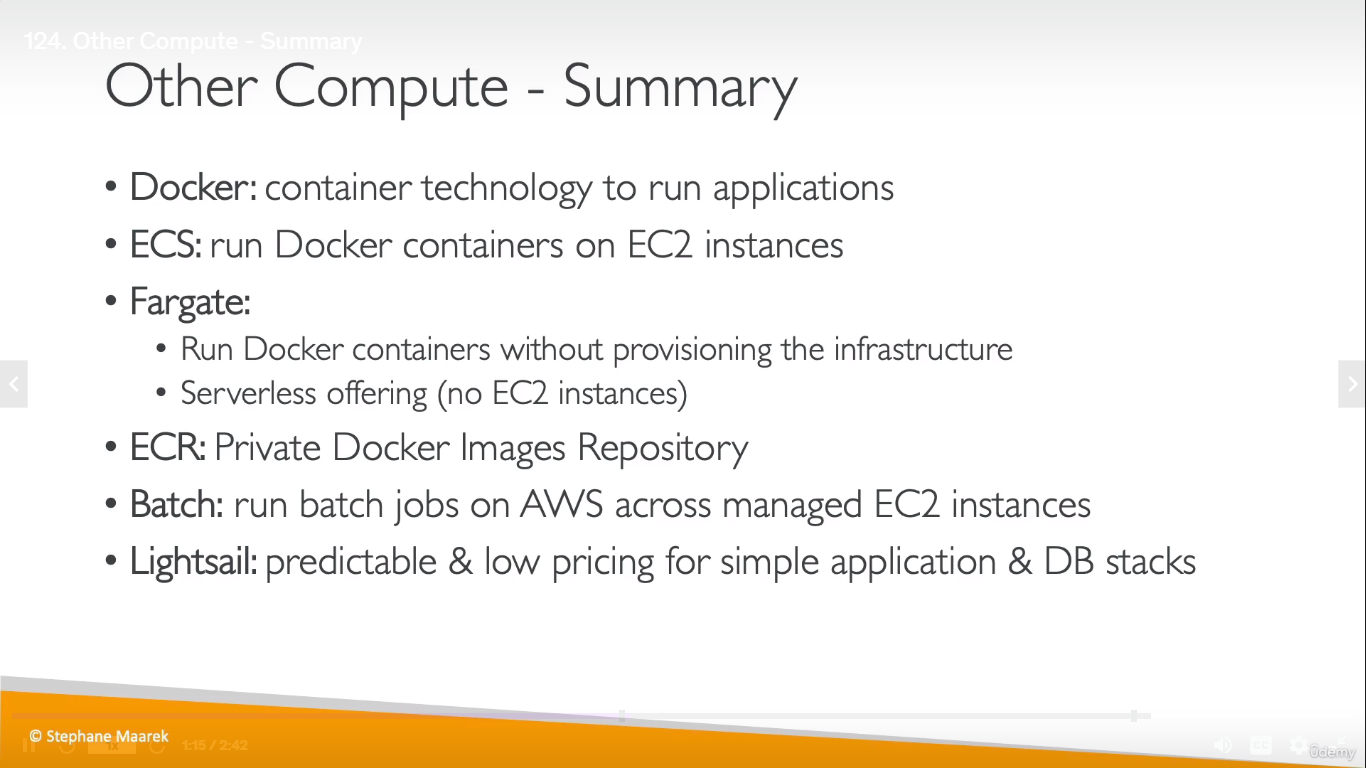 124. Other Compute - Summary
Other Compute - Summary
• Docker: container technology to run applications
• ECS: run Docker containers on EC2 instances
• Fargate:
• Run Docker containers without provisioning the infrastructure
• Serverless offering (no EC2 instances)
• ECR: Private Docker Images Repository
• Batch: run batch jobs on AWS across managed EC2 instances
• Lightsail: predictable & low pricing for simple application & DB stacks
© Stephane Maarek
1x
1:15 / 2:42
CC
ûdemy